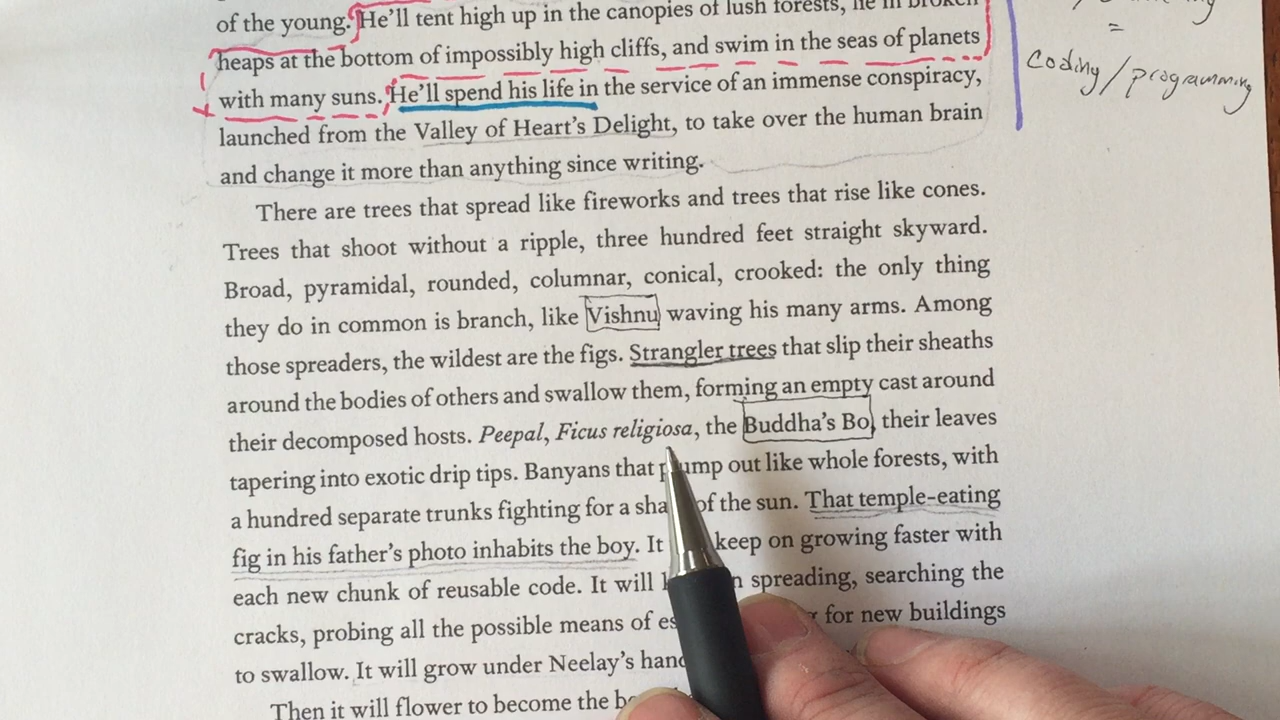 of the young. He'll tent high up in the canopies of lush forests, lie in broken
heaps at the bottom of impossibly high cliffs, and swim in the seas of planets
with many suns. He'll spend his life in the service of an immense conspiracy,
launched from the Valley of Heart's Delight, to take over the human brain
and change it more than anything since writing.
There are trees that spread like fireworks and trees that rise like cones.
Trees that shoot without a ripple, three hundred feet straight skyward.
Broad, pyramidal, rounded, columnar, conical, crooked: the only thing
they do in common is branch, like Vishnu waving his many arms. Among
those spreaders, the wildest are the figs. Strangler trees that slip their sheaths
around the bodies of others and swallow them, forming an empty cast around
their decomposed hosts. Peepal, Ficus religiosa, the Buddha's Bo, their leaves
tapering into exotic drip tips. Banyans that ump out like whole forests, with
a hundred separate trunks fighting for a sha of the sun. That temple-eating
fig in his father's photo inhabits the boy. It keep on growing faster with
each new chunk of reusable code. It will spreading, searching the
cracks, probing all the possible means of es for new buildings
to swallow. It will grow under Neelay's
Then it will flower to become the
=
coding / programming